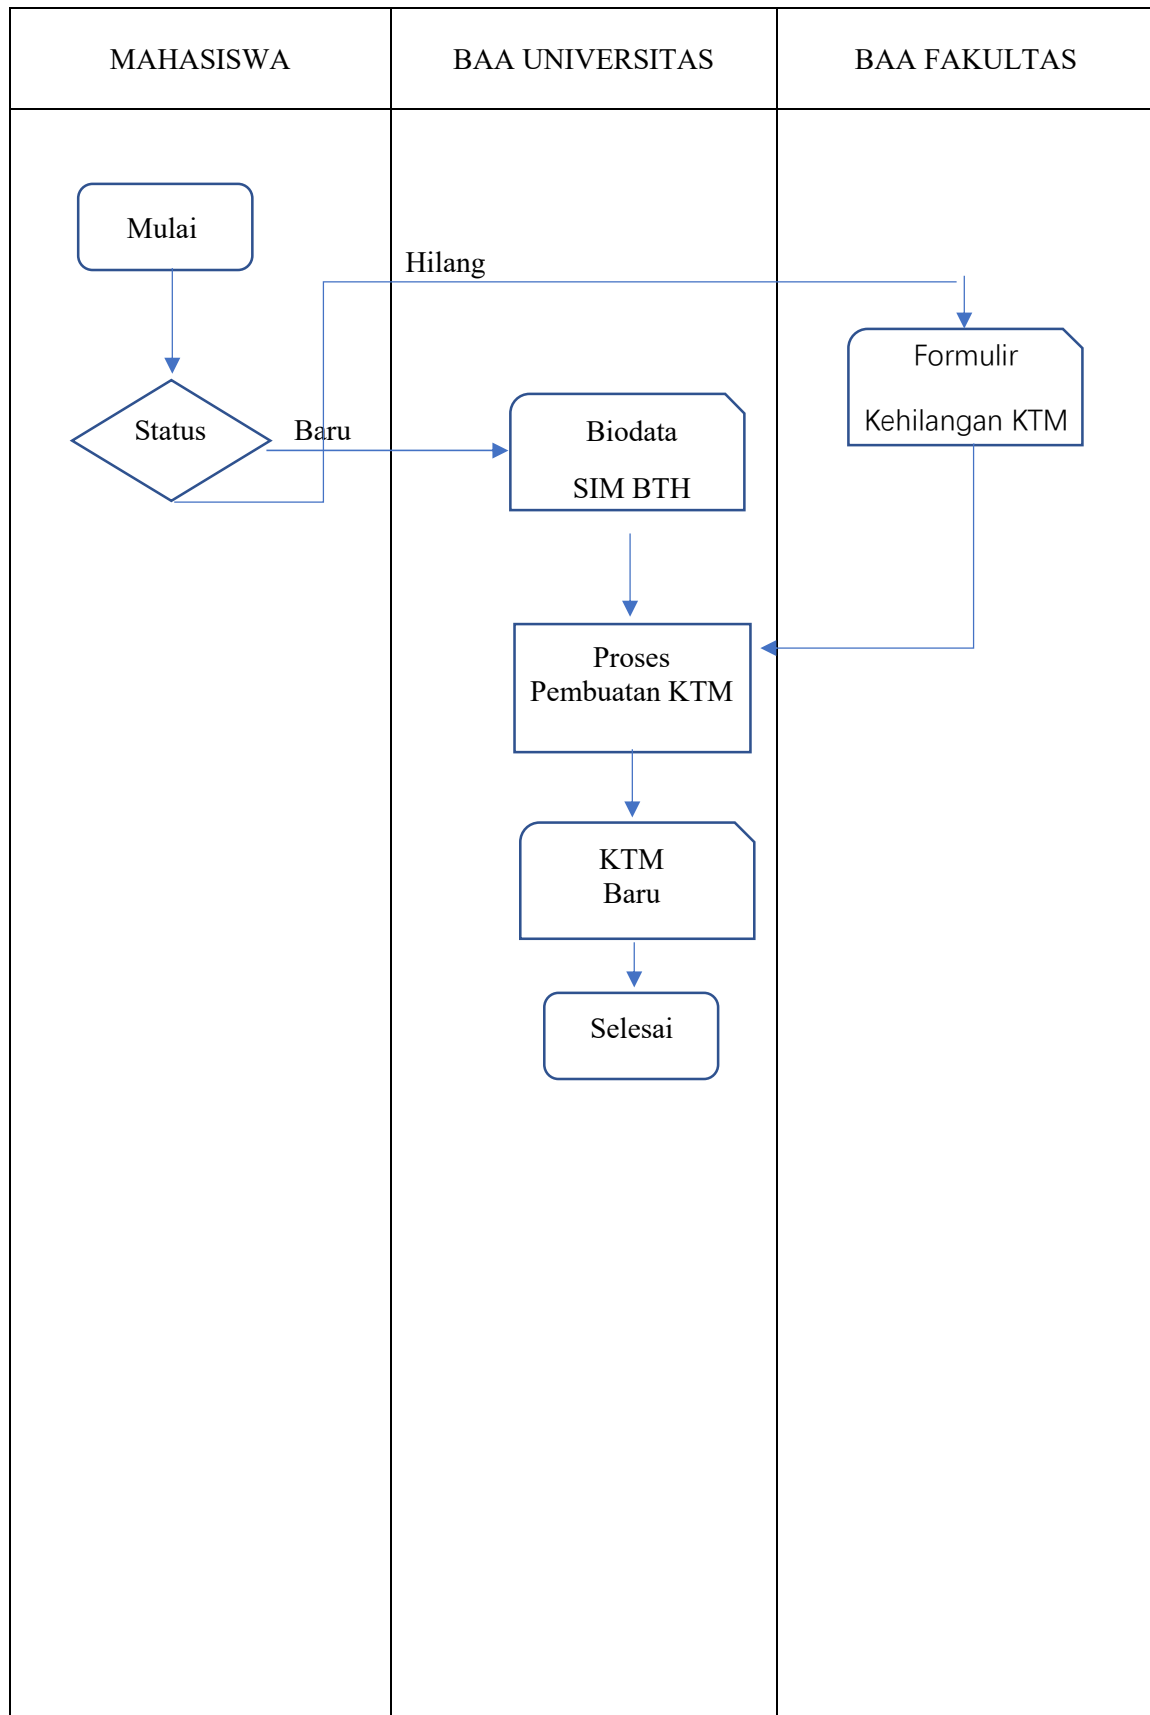 MAHASISWA
BAA UNIVERSITAS
BAA FAKULTAS
Mulai
Hilang
Formulir
Kehilangan KTM
Status
Baru
Biodata
SIM BTH
Proses
Pembuatan KTM
KTM
Baru
Selesai